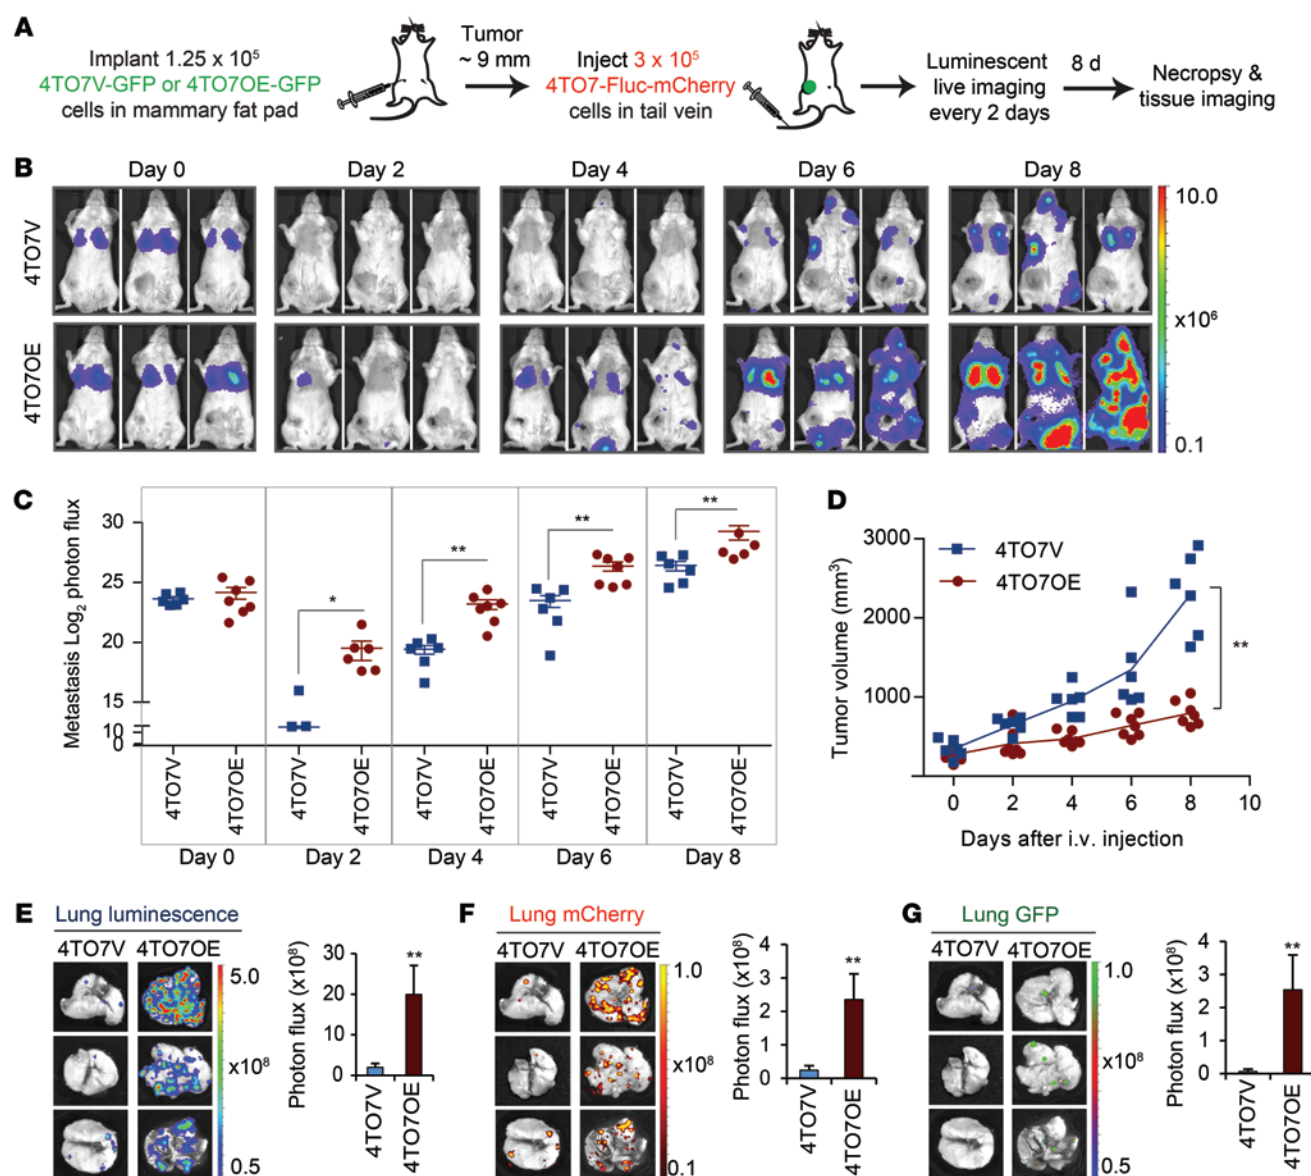 A
Implant 1.25 x 10⁵
4TO7V-GFP or 4TO7OE-GFP
cells in mammary fat pad
Tumor
~ 9 mm
Inject 3 x 10⁵
4TO7-Fluc-mCherry
cells in tail vein
Luminescent
live imaging
every 2 days
8 d
Necropsy &
tissue imaging
B
Day 0
Day 2
Day 4
Day 6
Day 8
4TO7V
4TO7OE
10.0
x10⁶
0.1
C
Metastasis Log₂ photon flux
30
25
20
15
10
0
*
**
**
**
4TO7V
4TO7OE
4TO7V
4TO7OE
4TO7V
4TO7OE
4TO7V
4TO7OE
4TO7V
4TO7OE
Day 0
Day 2
Day 4
Day 6
Day 8
D
Tumor volume (mm³)
3000
2000
1000
4TO7V
4TO7OE
**
0
2
4
6
8
10
Days after i.v. injection
E
Lung luminescence
4TO7V
4TO7OE
5.0
x10⁸
0.5
Photon flux (x10⁸)
30
20
10
0
**
4TO7V
4TO7OE
F
Lung mCherry
4TO7V
4TO7OE
1.0
x10⁸
0.1
Photon flux (x10⁸)
4
3
2
1
0
**
4TO7V
4TO7OE
G
Lung GFP
4TO7V
4TO7OE
1.0
x10⁸
0.5
Photon flux (x10⁸)
4
3
2
1
0
**
4TO7V
4TO7OE